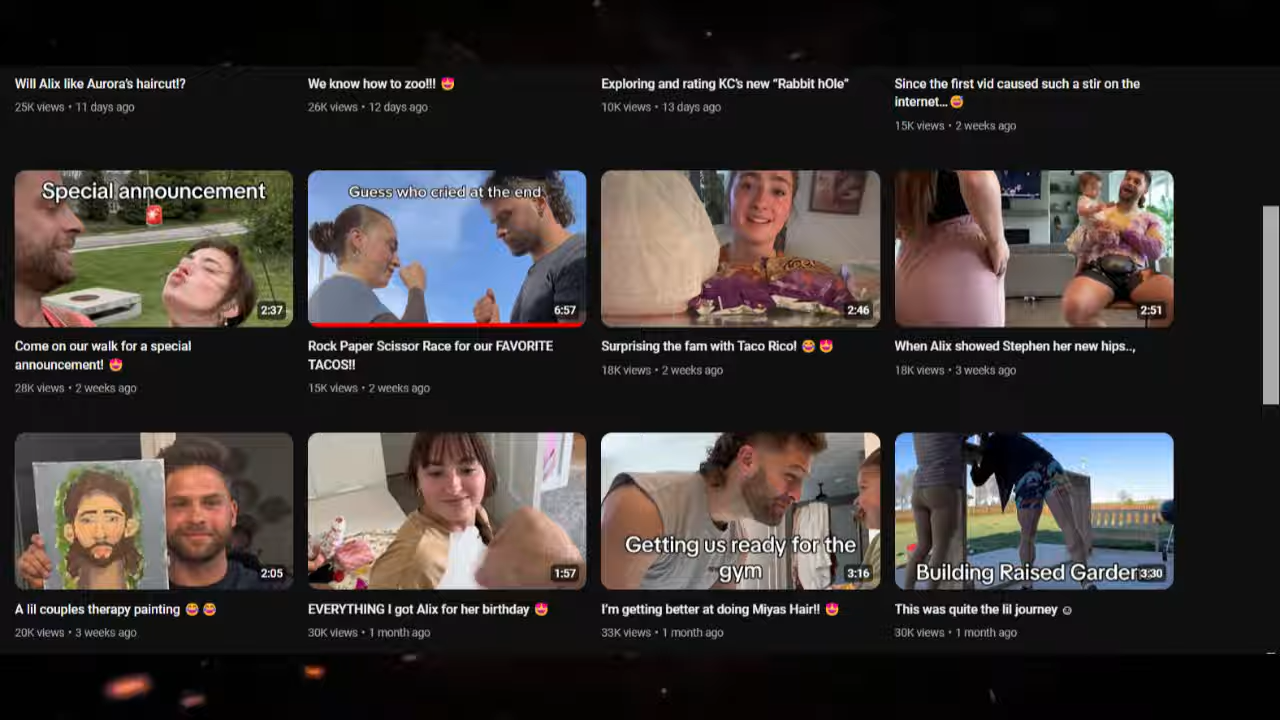 Will Alix like Aurora's haircut!?
25K views • 11 days ago
We know how to zoo!!! 😍
26K views • 12 days ago
Exploring and rating KC's new "Rabbit hOle"
10K views • 13 days ago
Since the first vid caused such a stir on the
internet... 😅
15K views • 2 weeks ago
Special announcement
🚨
2:37
Come on our walk for a special
announcement! 😍
28K views • 2 weeks ago
Guess who cried at the end
6:57
Rock Paper Scissor Race for our FAVORITE
TACOS!!
15K views • 2 weeks ago
2:46
Surprising the fam with Taco Rico! 😂 😍
18K views • 2 weeks ago
2:51
When Alix showed Stephen her new hips..,
18K views • 3 weeks ago
2:05
A lil couples therapy painting 😂 😂
20K views • 3 weeks ago
1:57
EVERYTHING I got Alix for her birthday 😍
30K views • 1 month ago
Getting us ready for the
gym
3:16
I'm getting better at doing Miyas Hair!! 😍
33K views • 1 month ago
Building Raised Garden
3:30
This was quite the lil journey ☺
30K views • 1 month ago